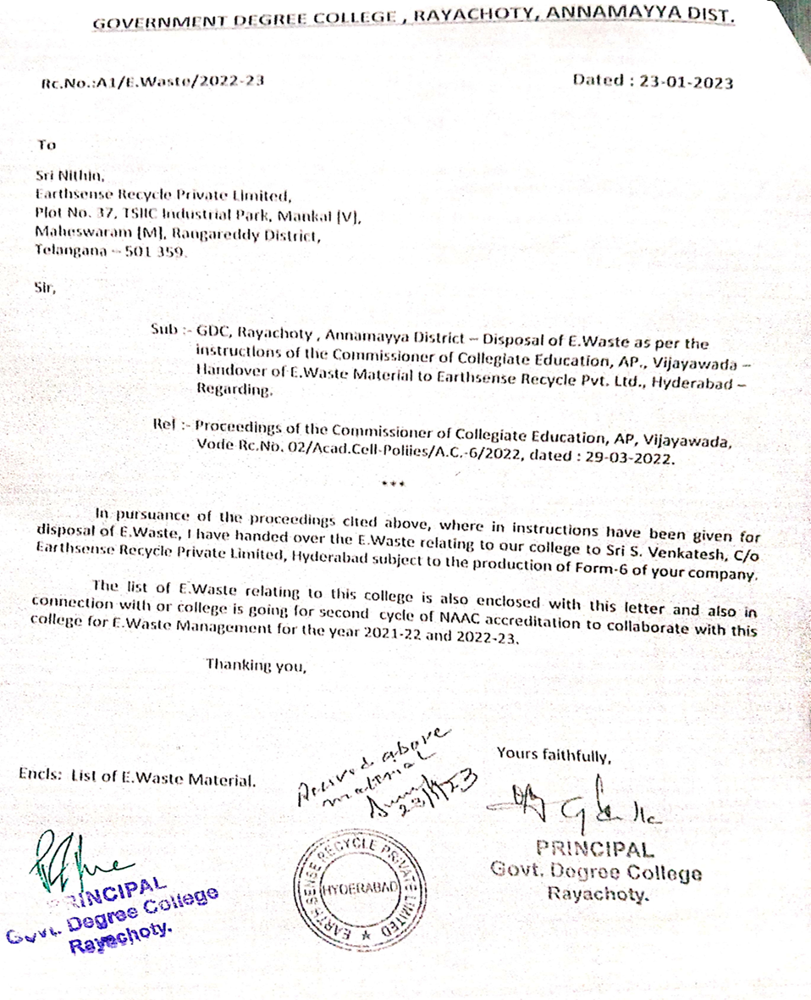 GOVERNMENT DEGREE COLLEGE , RAYACHOTY, ANNAMAYYA DIST.
Rc.No.:A1/E.Waste/2022-23 Dated : 23-01-2023
To
Sri Nithin,
Earthsense Recycle Private Limited,
Plot No. 37, TSIIC Industrial Park, Mankal [V],
Maheswaram [M], Rangareddy District,
Telangana – 501 359.
Sir,
Sub :- GDC, Rayachoty , Annamayya District – Disposal of E.Waste as per the
instructions of the Commissioner of Collegiate Education, AP., Vijayawada –
Handover of E.Waste Material to Earthsense Recycle Pvt. Ltd., Hyderabad –
Regarding.
Ref :- Proceedings of the Commissioner of Collegiate Education, AP, Vijayawada,
Vode Rc.No. 02/Acad.Cell-Poliies/A.C.-6/2022, dated : 29-03-2022.
***
In pursuance of the proceedings cited above, where in instructions have been given for
disposal of E.Waste, I have handed over the E.Waste relating to our college to Sri S. Venkatesh, C/o
Earthsense Recycle Private Limited, Hyderabad subject to the production of Form-6 of your company.
The list of E.Waste relating to this college is also enclosed with this letter and also in
connection with or college is going for second cycle of NAAC accreditation to collaborate with this
college for E.Waste Management for the year 2021-22 and 2022-23.
Thanking you,
Yours faithfully,
Encls: List of E.Waste Material.
above
material
23/1/23
PRINCIPAL
Govt. Degree College
Rayachoty.
EARTHSENSE RECYCLE PRIVATE LIMITED
HYDERABAD
PRINCIPAL
Govt. Degree College
Rayachoty.